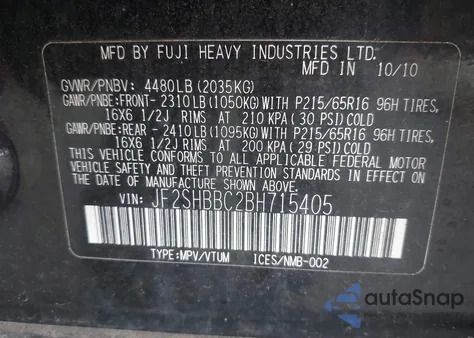 MFD BY FUJI HEAVY INDUSTRIES LTD.
MFD IN 10/10
GVWR/PNBV: 4480LB(2035KG)
GAWR/PNBE:FRONT- 2310LB(1050KG)WITH P215/65R16 96H TIRES,
16X6 1/2J RIMS AT 210 KPA(30 PSI)COLD
GAWR/PNBE:REAR - 2410LB(1095KG)WITH P215/65R16 96H TIRES,
16X6 1/2J RIMS AT 200 KPA(29 PSI)COLD
THIS VEHICLE CONFORMS TO ALL APPLICABLE FEDERAL MOTOR
VEHICLE SAFETY AND THEFT PREVENTION STANDARDS IN EFFECT
ON THE DATE OF MANUFACTURE SHOWN ABOVE.
VIN: JF2SHBBC2BH715405
TYPE:MPV/VTUM ICES/NMB-002
autoSnap